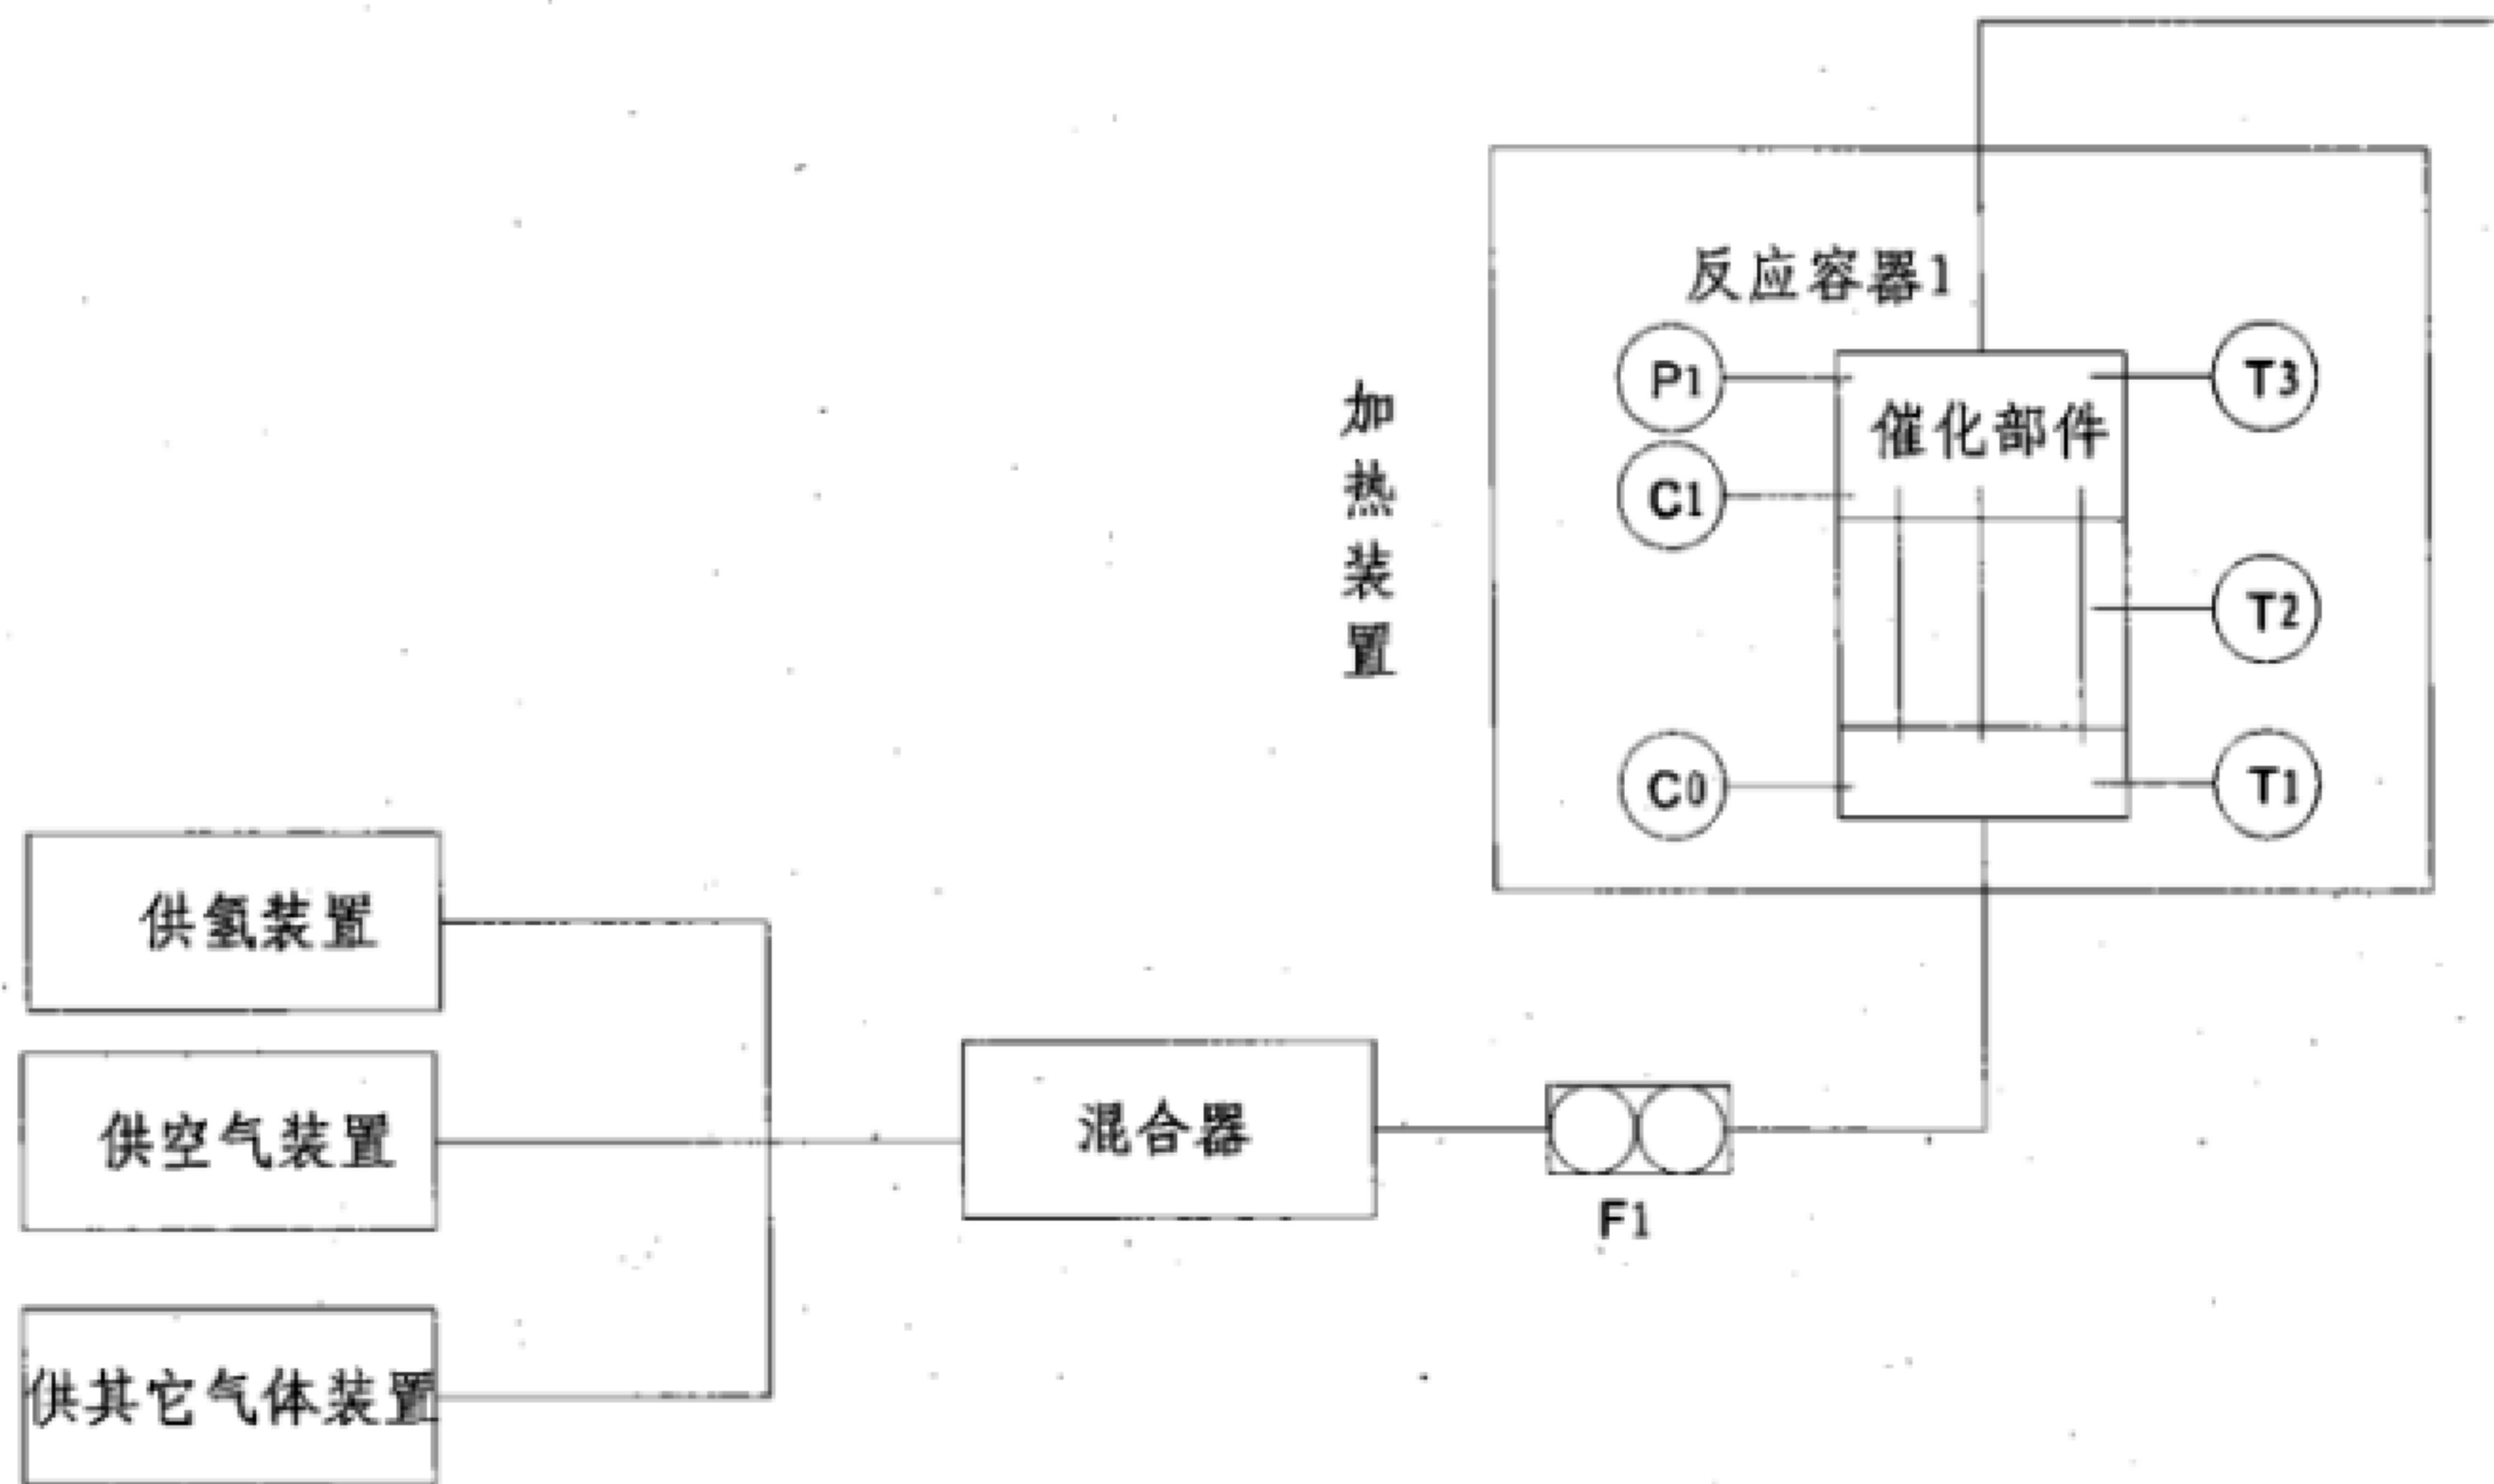 反应容器1
P1
T3
催化部件
C1
加热装置
T2
C0
T1
供氢装置
供空气装置
混合器
F1
供其它气体装置